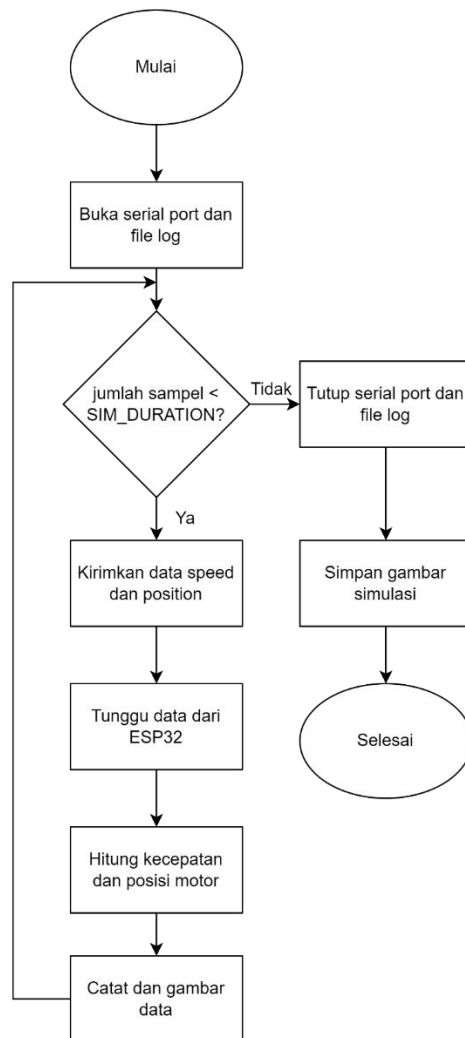 Mulai
Buka serial port dan
file log
jumlah sampel <
SIM_DURATION?
Tidak
Tutup serial port dan
file log
Ya
Kirimkan data speed
dan position
Simpan gambar
simulasi
Tunggu data dari
ESP32
Selesai
Hitung kecepatan
dan posisi motor
Catat dan gambar
data